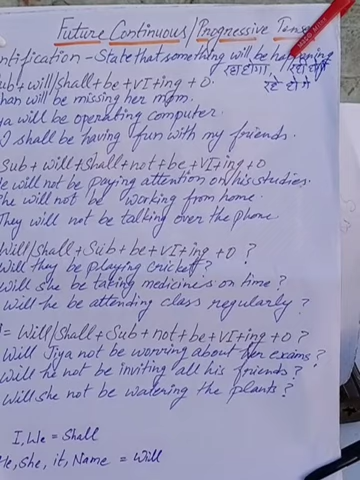 Future Continuous / Progressive Tense
ntification - State that something will be happening
ub + will/shall + be + VI + ing + O.
रहा होगा, / रही होगी
रहे होंगे
han will be missing her mom.
ya will be operating computer.
I shall be having fun with my friends.
Sub + will + shall + not + be + VI + ing + O
e will not be paying attention on his studies.
he will not be working from home.
They will not be talking over the phone.
Will/Shall + Sub + be + VI + ing + O ?
Will they be playing cricket?
Will she be taking medicines on time?
Will he be attending class regularly?
= Will/Shall + Sub + not + be + VI + ing + O ?
Will Jiya not be worring about her exams?
Will he not be inviting all his friends?
Will she not be watering the plants?
I, We = Shall
He, She, it, Name = Will